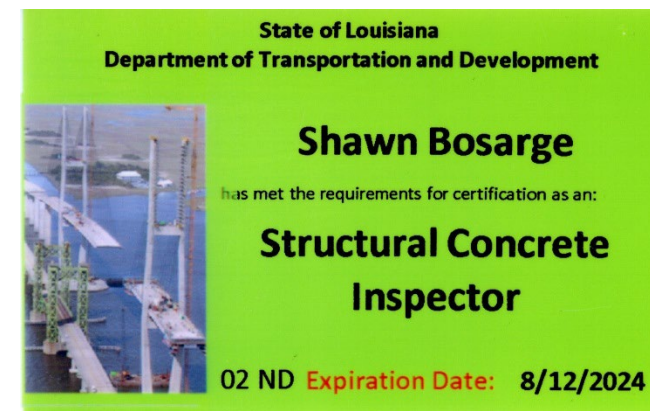 State of Louisiana
Department of Transportation and Development
Shawn Bosarge
has met the requirements for certification as an:
Structural Concrete
Inspector
02 ND Expiration Date: 8/12/2024